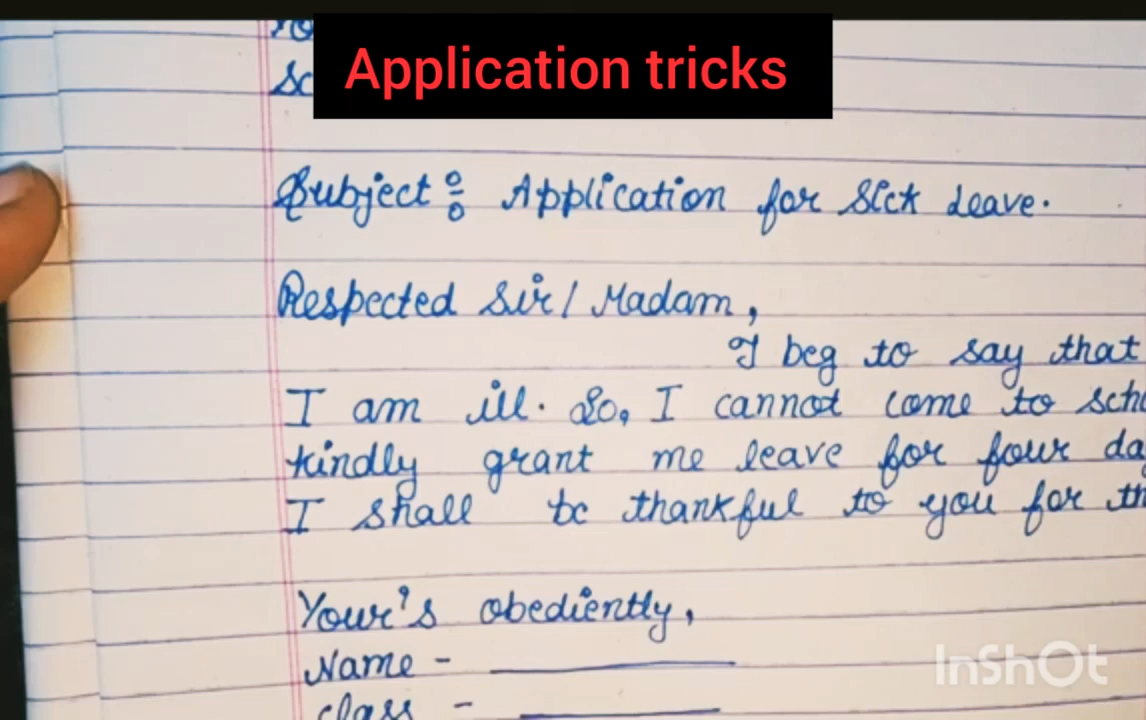 Application tricks
Subject : Application for Sick Leave.
Respected Sir / Madam,
I beg to say that
I am ill. So, I cannot come to
kindly grant me leave for four
I shall be thankful to you for
Your's obediently,
Name -
Class -
InShOt